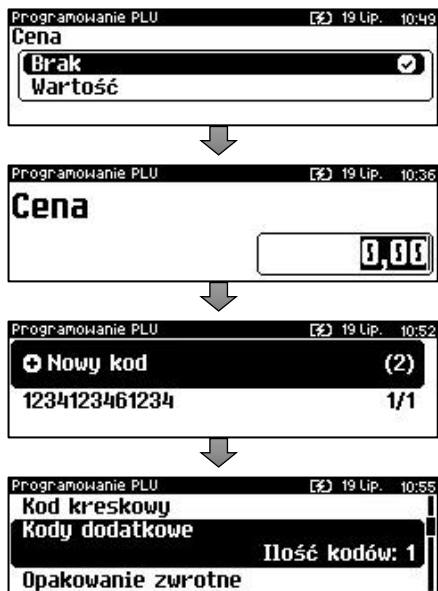 Programowanie PLU 19 Lip. 10:49
Cena
Brak
Wartość
Programowanie PLU 19 Lip. 10:36
Cena
0,00
Programowanie PLU 19 Lip. 10:52
Nowy kod (2)
1234123461234 1/1
Programowanie PLU 19 Lip. 10:55
Kod kreskowy
Kody dodatkowe
Ilość kodów: 1
Opakowanie zwrotne